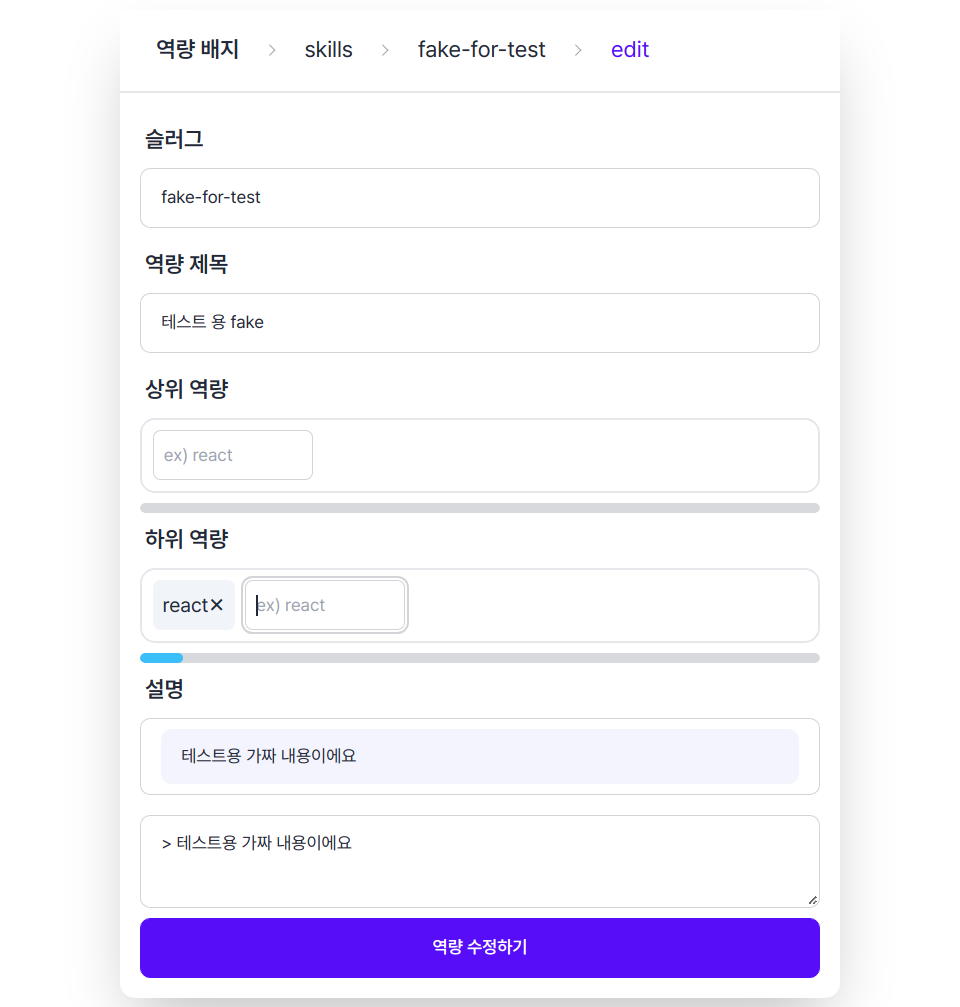 역량 배지 > skills > fake-for-test > edit
슬러그
fake-for-test
역량 제목
테스트 용 fake
상위 역량
ex) react
하위 역량
react✕ ex) react
설명
테스트용 가짜 내용이에요
> 테스트용 가짜 내용이에요
역량 수정하기